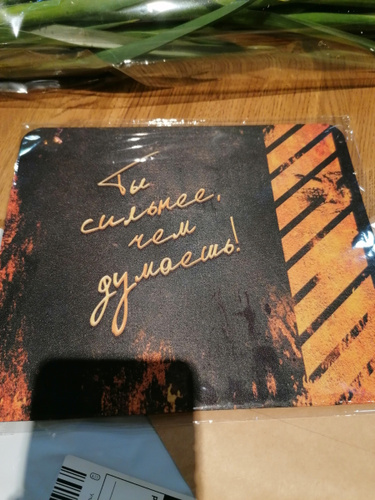 Ты
сильнее,
чем
думаешь!